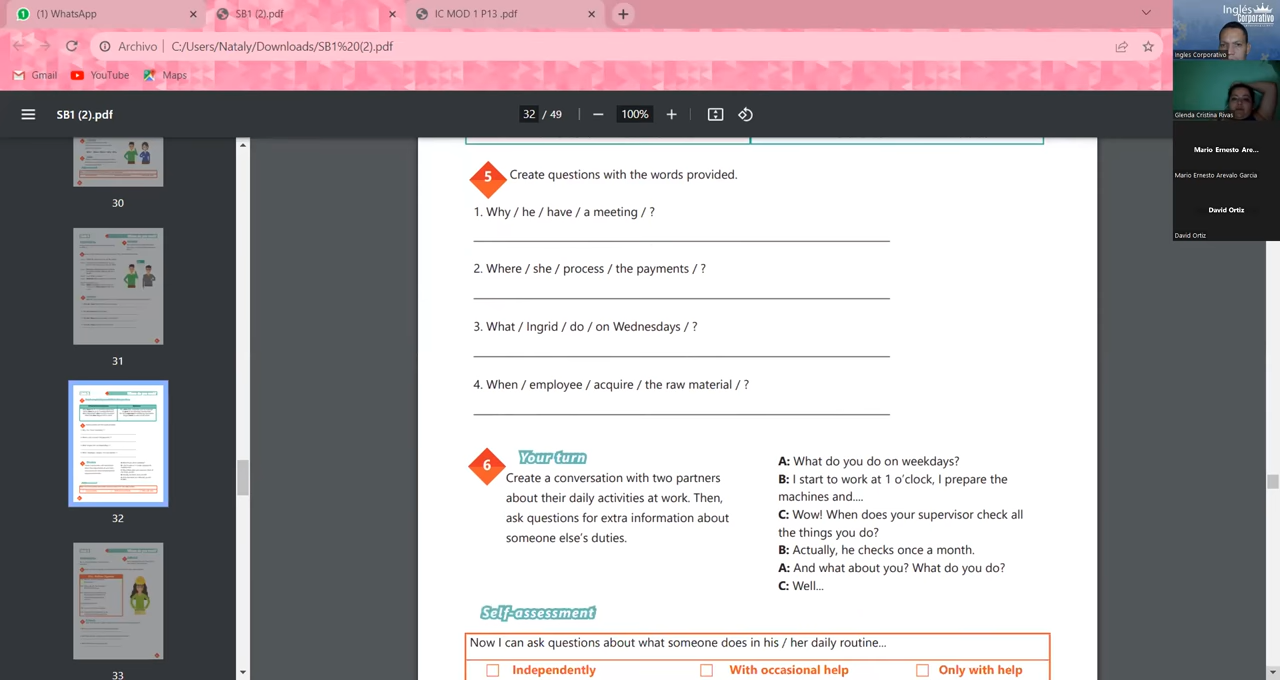 (1) WhatsApp
SB1 (2).pdf
IC MOD 1 P13 .pdf
Archivo
C:/Users/Nataly/Downloads/SB1%20(2).pdf
Gmail
YouTube
Maps
SB1 (2).pdf
32 / 49
100%
30
31
32
33
5 Create questions with the words provided.
1. Why / he / have / a meeting / ?
2. Where / she / process / the payments / ?
3. What / Ingrid / do / on Wednesdays / ?
4. When / employee / acquire / the raw material / ?
6 Your turn
Create a conversation with two partners
about their daily activities at work. Then,
ask questions for extra information about
someone else's duties.
A: What do you do on weekdays?
B: I start to work at 1 o'clock, I prepare the
machines and....
C: Wow! When does your supervisor check all
the things you do?
B: Actually, he checks once a month.
A: And what about you? What do you do?
C: Well...
Self-assessment
Now I can ask questions about what someone does in his / her daily routine...
Independently
With occasional help
Only with help
Inglés
Corporativo
Ingles Corporativo
Glenda Cristina Rivas
Mario Ernesto Are...
Mario Ernesto Arevalo Garcia
David Ortiz
David Ortiz